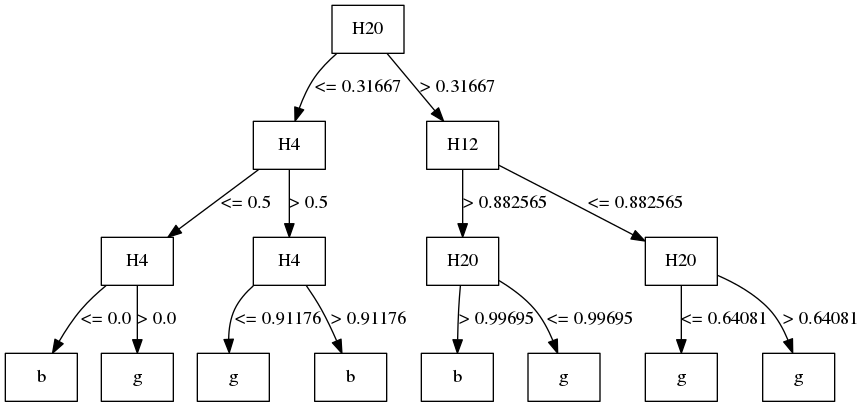 H20
<= 0.31667
> 0.31667
H4
H12
<= 0.5
> 0.5
> 0.882565
<= 0.882565
H4
H4
H20
H20
<= 0.0
> 0.0
<= 0.91176
> 0.91176
> 0.99695
<= 0.99695
<= 0.64081
> 0.64081
b
g
g
b
b
g
g
g